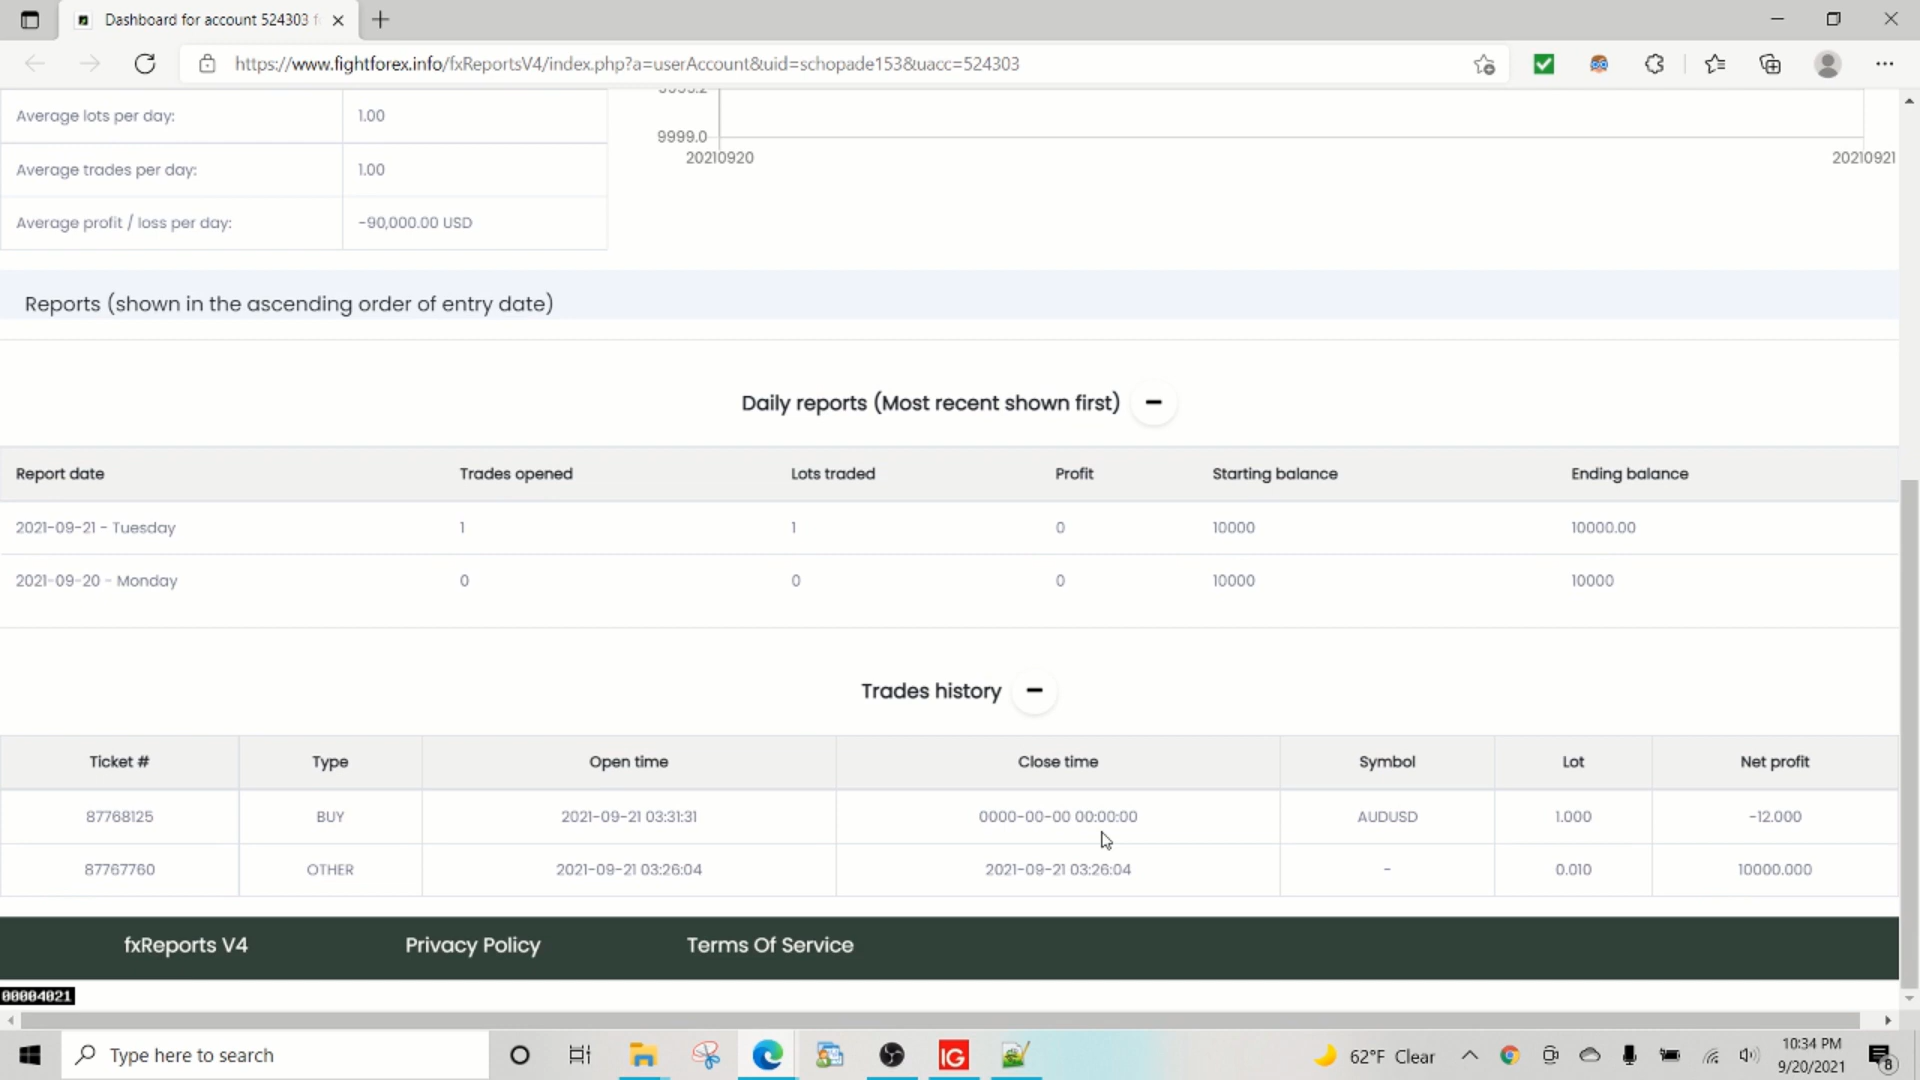 Dashboard for account 524303 f
https://www.fightforex.info/fxReportsV4/index.php?a=userAccount&uid=schopade153&uacc=524303
Average lots per day: 1.00
9999.0
20210920 20210921
Average trades per day: 1.00
Average profit / loss per day: -90,000.00 USD
Reports (shown in the ascending order of entry date)
Daily reports (Most recent shown first)
Report date Trades opened Lots traded Profit Starting balance Ending balance
2021-09-21 - Tuesday 1 1 0 10000 10000.00
2021-09-20 - Monday 0 0 0 10000 10000
Trades history
Ticket # Type Open time Close time Symbol Lot Net profit
87768125 BUY 2021-09-21 03:31:31 0000-00-00 00:00:00 AUDUSD 1.000 -12.000
87767760 OTHER 2021-09-21 03:26:04 2021-09-21 03:26:04 - 0.010 10000.000
fxReports V4 Privacy Policy Terms Of Service
00004021
Type here to search
IG
62°F Clear
10:34 PM
9/20/2021
8